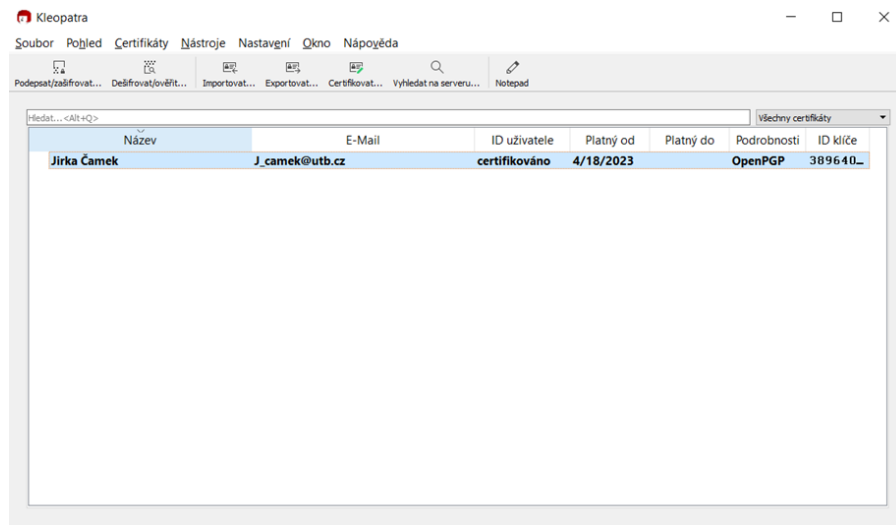 Kleopatra
Soubor Pohled Certifikáty Nástroje Nastavení Okno Nápověda
Podepsat/zašifrovat... Dešifrovat/ověřit... Importovat... Exportovat... Certifikovat... Vyhledat na serveru... Notepad
Hledat...<Alt+Q> Všechny certifikáty
Název E-Mail ID uživatele Platný od Platný do Podrobnosti ID klíče
Jirka Čamek J_camek@utb.cz certifikováno 4/18/2023 OpenPGP 389640...